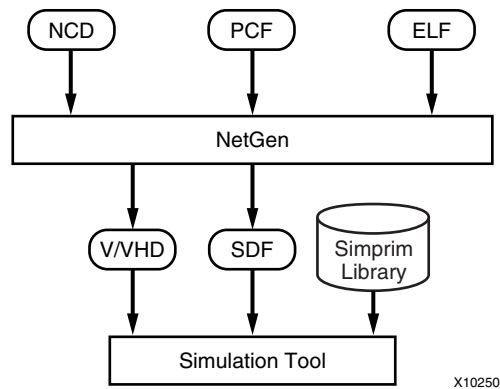 NCD
PCF
ELF
NetGen
V/VHD
SDF
Simprim
Library
Simulation Tool
X10250